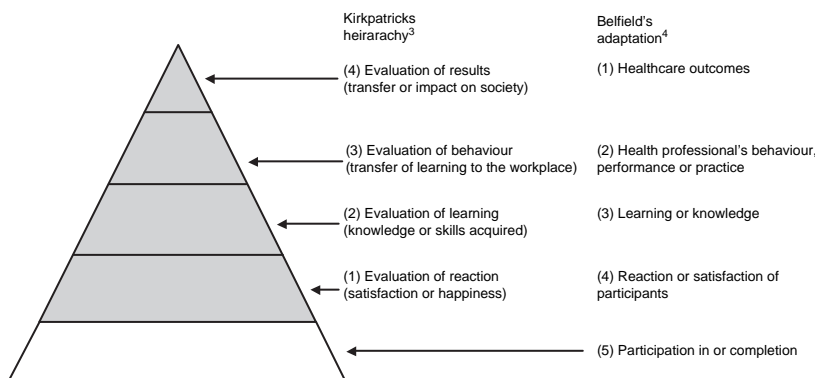 Kirkpatricks
heirarachy3
Belfield's
adaptation4
(4) Evaluation of results
(transfer or impact on society)
(1) Healthcare outcomes
(3) Evaluation of behaviour
(transfer of learning to the workplace)
(2) Health professional's behaviour,
performance or practice
(2) Evaluation of learning
(knowledge or skills acquired)
(3) Learning or knowledge
(1) Evaluation of reaction
(satisfaction or happiness)
(4) Reaction or satisfaction of
participants
(5) Participation in or completion